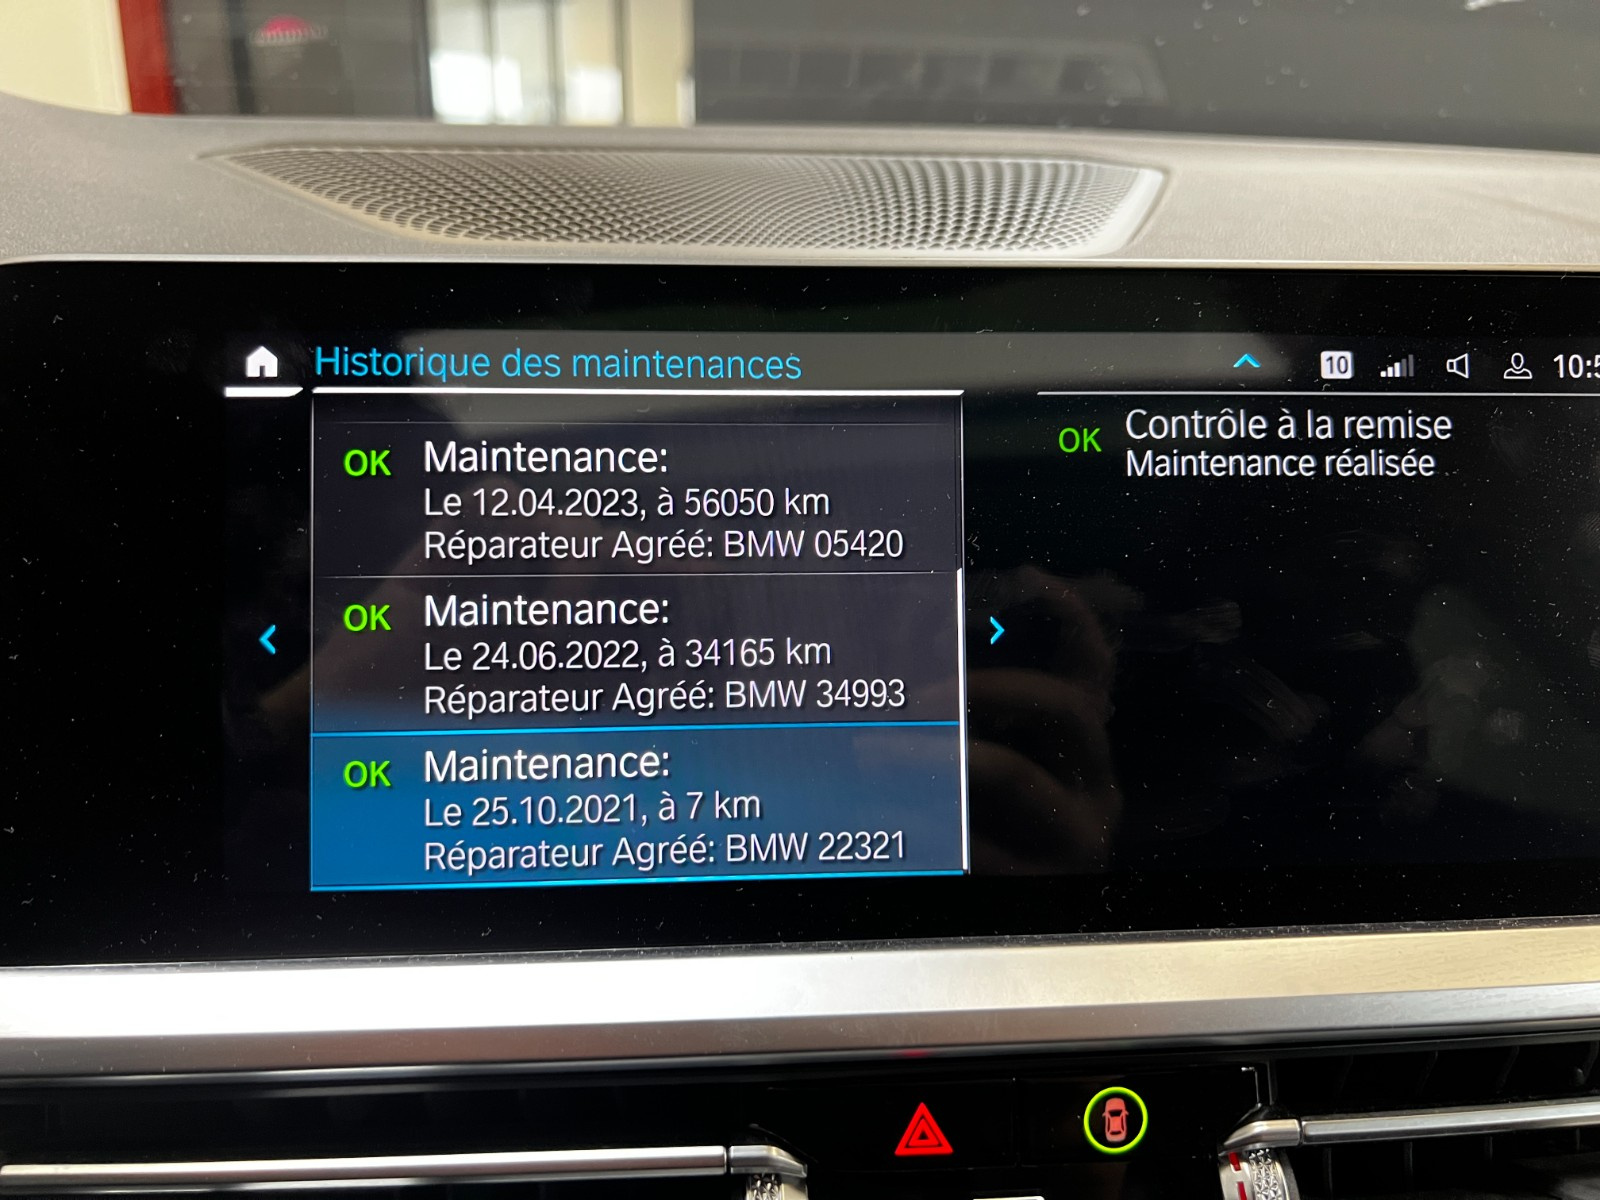 Historique des maintenances
10
OK Maintenance:
Le 12.04.2023, à 56050 km
Réparateur Agréé: BMW 05420
OK Maintenance:
Le 24.06.2022, à 34165 km
Réparateur Agréé: BMW 34993
OK Maintenance:
Le 25.10.2021, à 7 km
Réparateur Agréé: BMW 22321
OK Contrôle à la remise
Maintenance réalisée